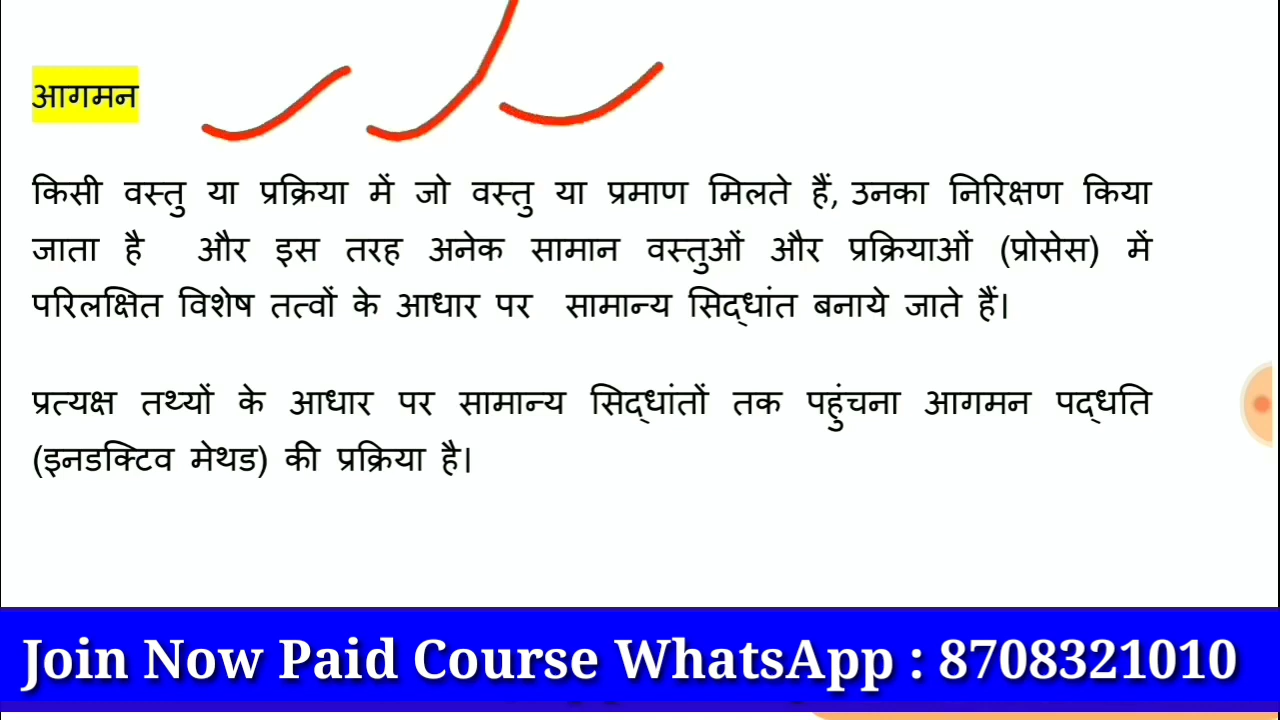 आगमन
किसी वस्तु या प्रक्रिया में जो वस्तु या प्रमाण मिलते हैं, उनका निरिक्षण किया
जाता है और इस तरह अनेक सामान वस्तुओं और प्रक्रियाओं (प्रोसेस) में
परिलक्षित विशेष तत्वों के आधार पर सामान्य सिद्धांत बनाये जाते हैं।
प्रत्यक्ष तथ्यों के आधार पर सामान्य सिद्धांतों तक पहुंचना आगमन पद्धति
(इनडक्टिव मेथड) की प्रक्रिया है।
Join Now Paid Course WhatsApp : 8708321010